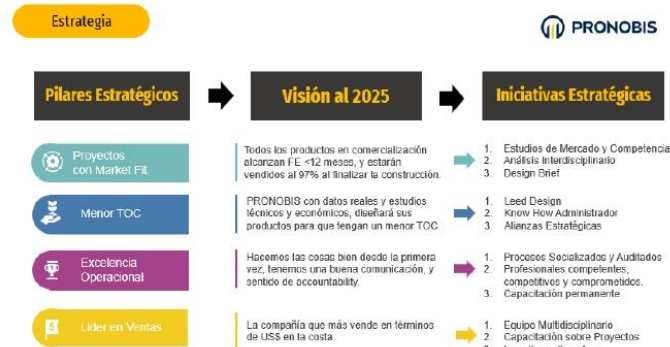 Estrategia
PRONOBIS
Pilares Estratégicos
Visión al 2025
Iniciativas Estratégicas
Proyectos
con Market Fit
Todos los productos en comercialización
alcanzan FE <12 meses, y estarán
vendidos al 97% al finalizar la construcción.
1. Estudios de Mercado y Competencia
2. Análisis Interdisciplinario
3. Design Brief
Menor TOC
PRONOBIS con datos reales y estudios
técnicos y económicos, diseñará sus
productos para que tengan un menor TOC.
1. Leed Design
2. Know How Administrador
3. Alianzas Estratégicas
Excelencia
Operacional
Hacemos las cosas bien desde la primera
vez, tenemos una buena comunicación, y
sentido de accountability.
1. Procesos Socializados y Auditados
2. Profesionales competentes,
competitivos y comprometidos.
3. Capacitación permanente
Líder en Ventas
La compañía que más vende en términos
de US$ en la costa.
1. Equipo Multidisciplinario
2. Capacitación sobre Proyectos